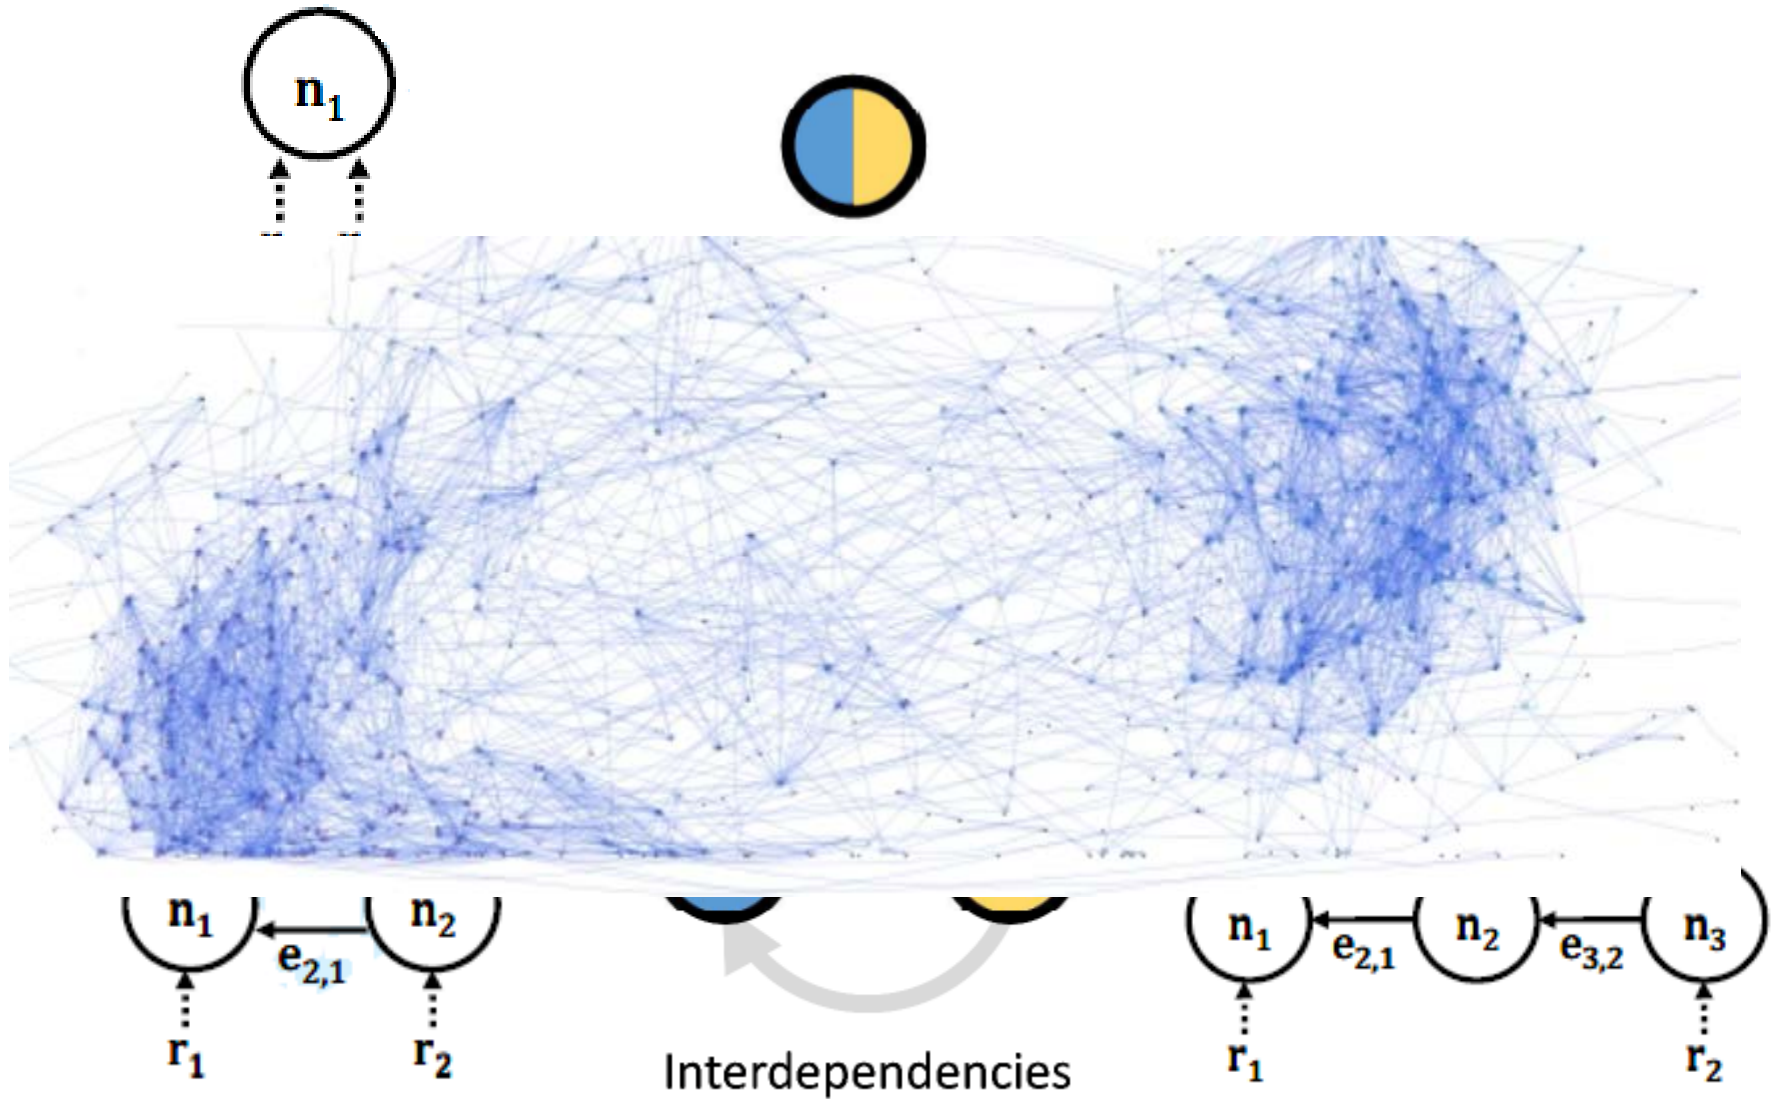 n1
n1
n2
e2,1
r1
r2
Interdependencies
n1
n2
n3
e2,1
e3,2
r1
r2